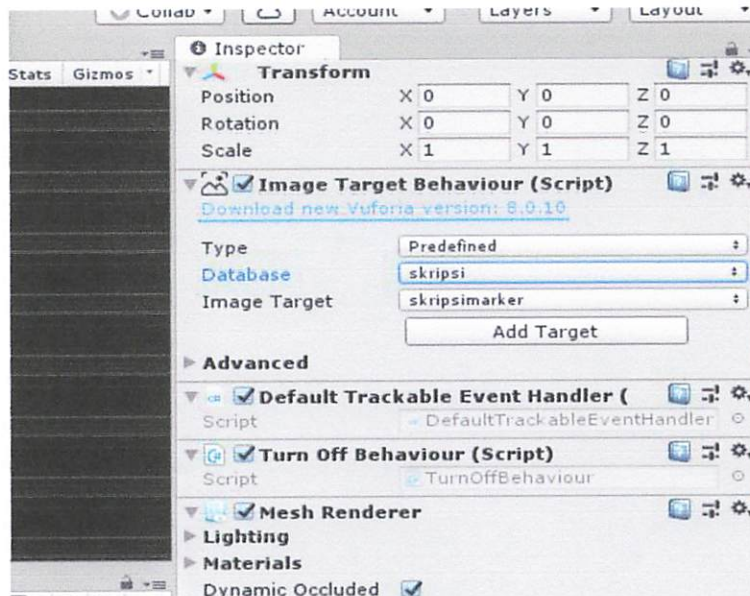 Collab Account Layers Layout
Inspector
Stats Gizmos
Transform
Position X 0 Y 0 Z 0
Rotation X 0 Y 0 Z 0
Scale X 1 Y 1 Z 1
Image Target Behaviour (Script)
Download new Vuforia version: 8.0.10
Type Predefined
Database skripsi
Image Target skripsimarker
Add Target
Advanced
Default Trackable Event Handler (
Script DefaultTrackableEventHandler
Turn Off Behaviour (Script)
Script TurnOffBehaviour
Mesh Renderer
Lighting
Materials
Dynamic Occluded